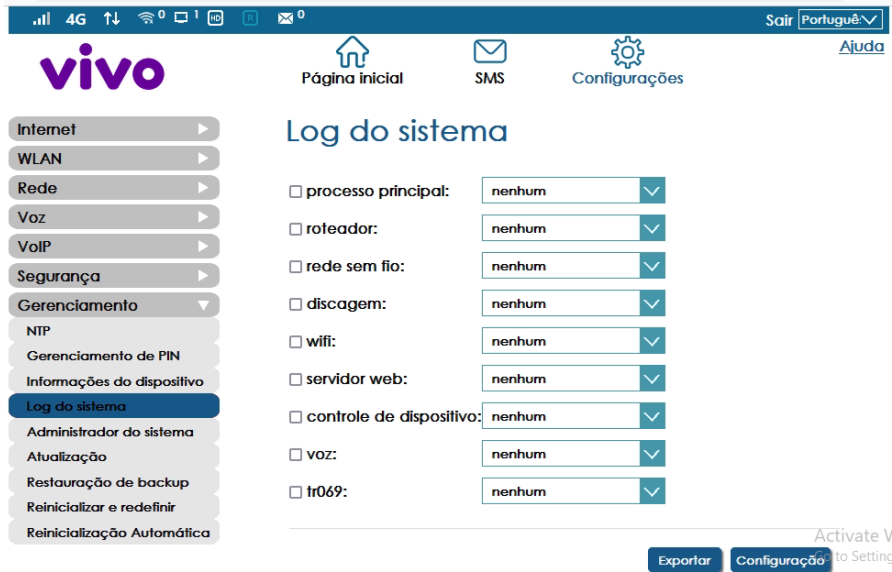 4G 0 1 HD R 0 Sair Português
vivo
Página inicial SMS Configurações Ajuda
Internet
WLAN
Rede
Voz
VoIP
Segurança
Gerenciamento
NTP
Gerenciamento de PIN
Informações do dispositivo
Log do sistema
Administrador do sistema
Atualização
Restauração de backup
Reinicializar e redefinir
Reinicialização Automática
Log do sistema
processo principal: nenhum
roteador: nenhum
rede sem fio: nenhum
discagem: nenhum
wifi: nenhum
servidor web: nenhum
controle de dispositivo: nenhum
voz: nenhum
tr069: nenhum
Activate
to Setting
Exportar Configuração